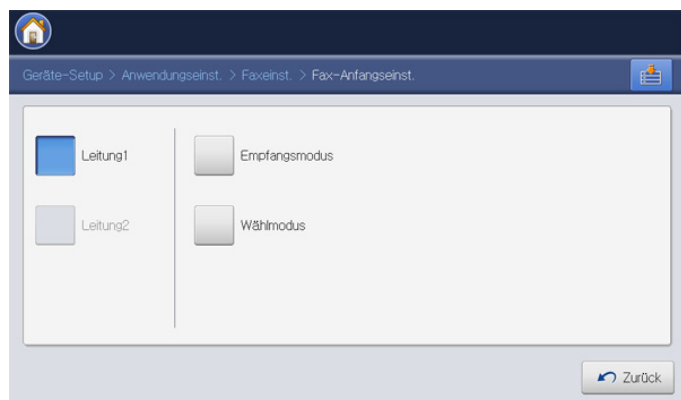 Geräte-Setup > Anwendungseinst. > Faxeinst. > Fax-Anfangseinst.
Leitung1 Empfangsmodus
Leitung2 Wählmodus
Zurück